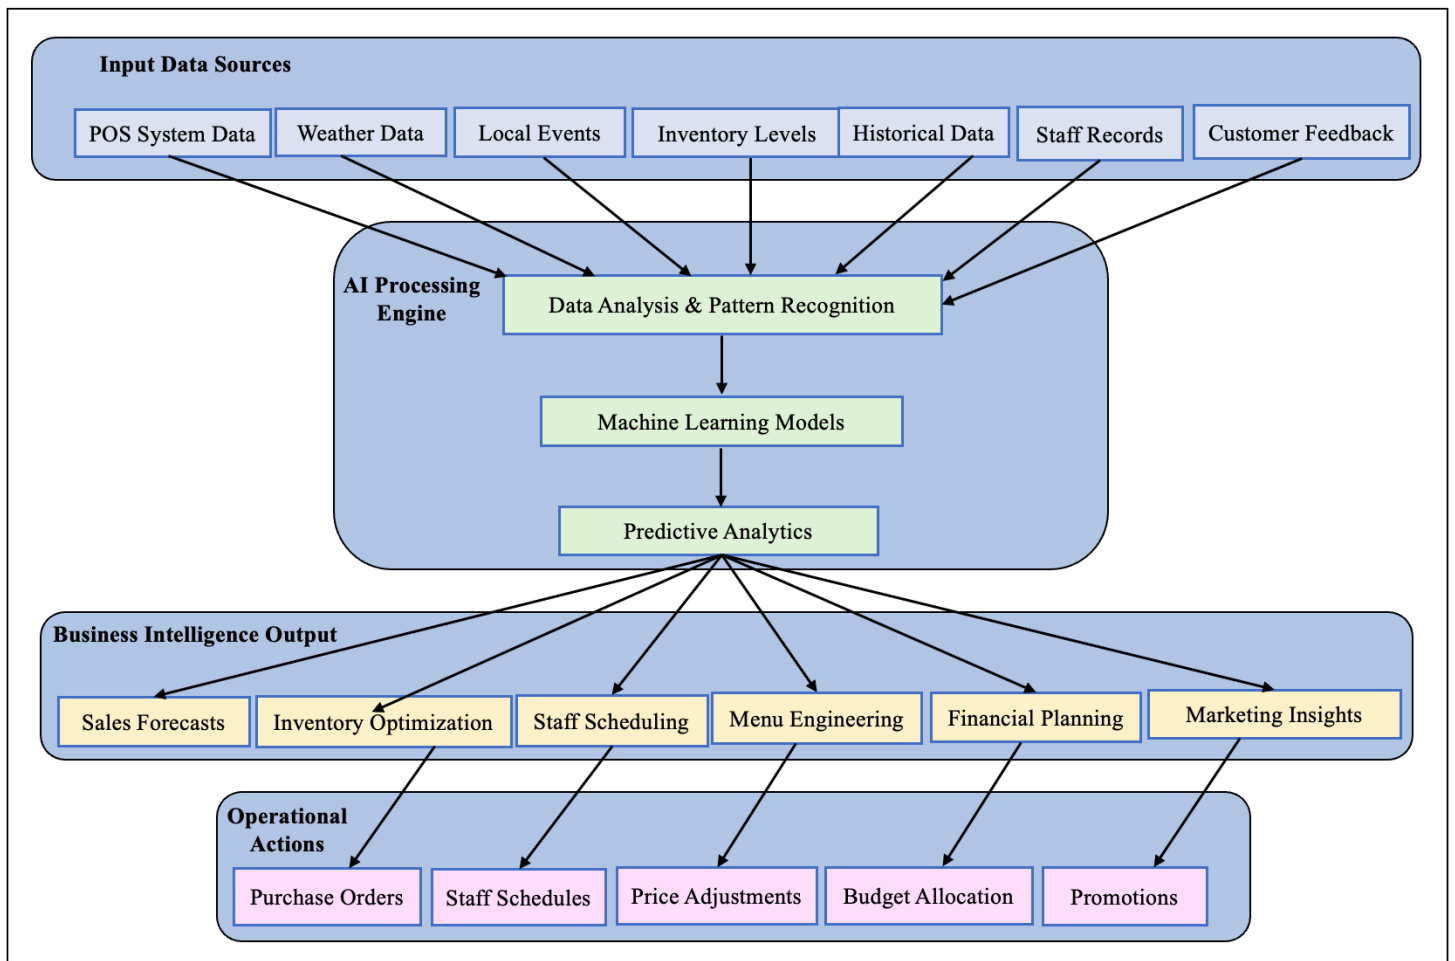 Input Data Sources
POS System Data
Weather Data
Local Events
Inventory Levels
Historical Data
Staff Records
Customer Feedback
AI Processing
Engine
Data Analysis & Pattern Recognition
Machine Learning Models
Predictive Analytics
Business Intelligence Output
Sales Forecasts
Inventory Optimization
Staff Scheduling
Menu Engineering
Financial Planning
Marketing Insights
Operational
Actions
Purchase Orders
Staff Schedules
Price Adjustments
Budget Allocation
Promotions